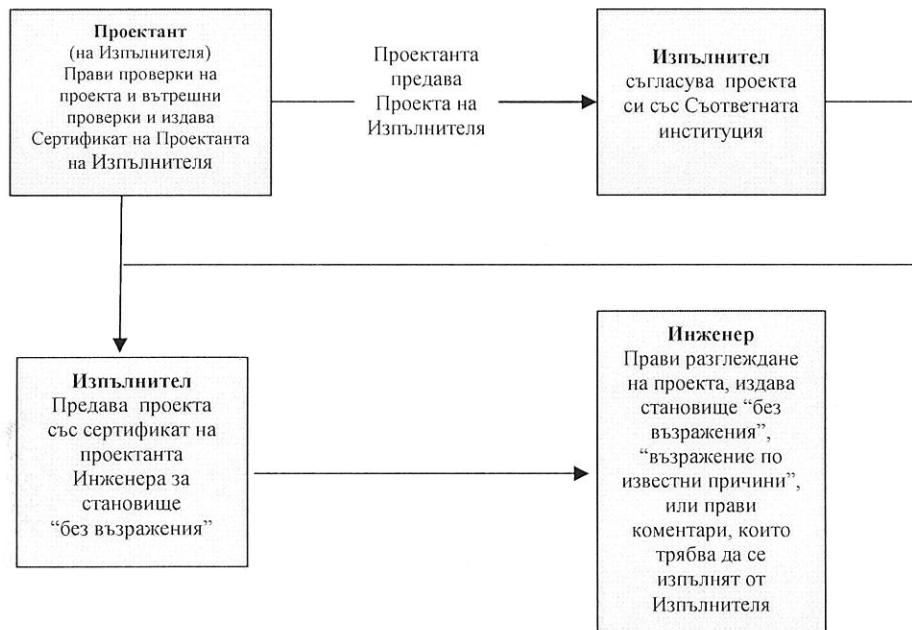 Проектант
(на Изпълнителя)
Прави проверки на
проекта и вътрешни
проверки и издава
Сертификат на Проектанта
на Изпълнителя
Проектанта
предава
Проекта на
Изпълнителя
Изпълнител
съгласува проекта
си със Съответната
институция
Изпълнител
Предава проекта
със сертификат на
проектанта
Инженера за
становище
“без възражения”
Инженер
Прави разглеждане
на проекта, издава
становище “без
възражения”,
“възражение по
известни причини”,
или прави
коментари, които
трябва да се
изпълнят от
Изпълнителя